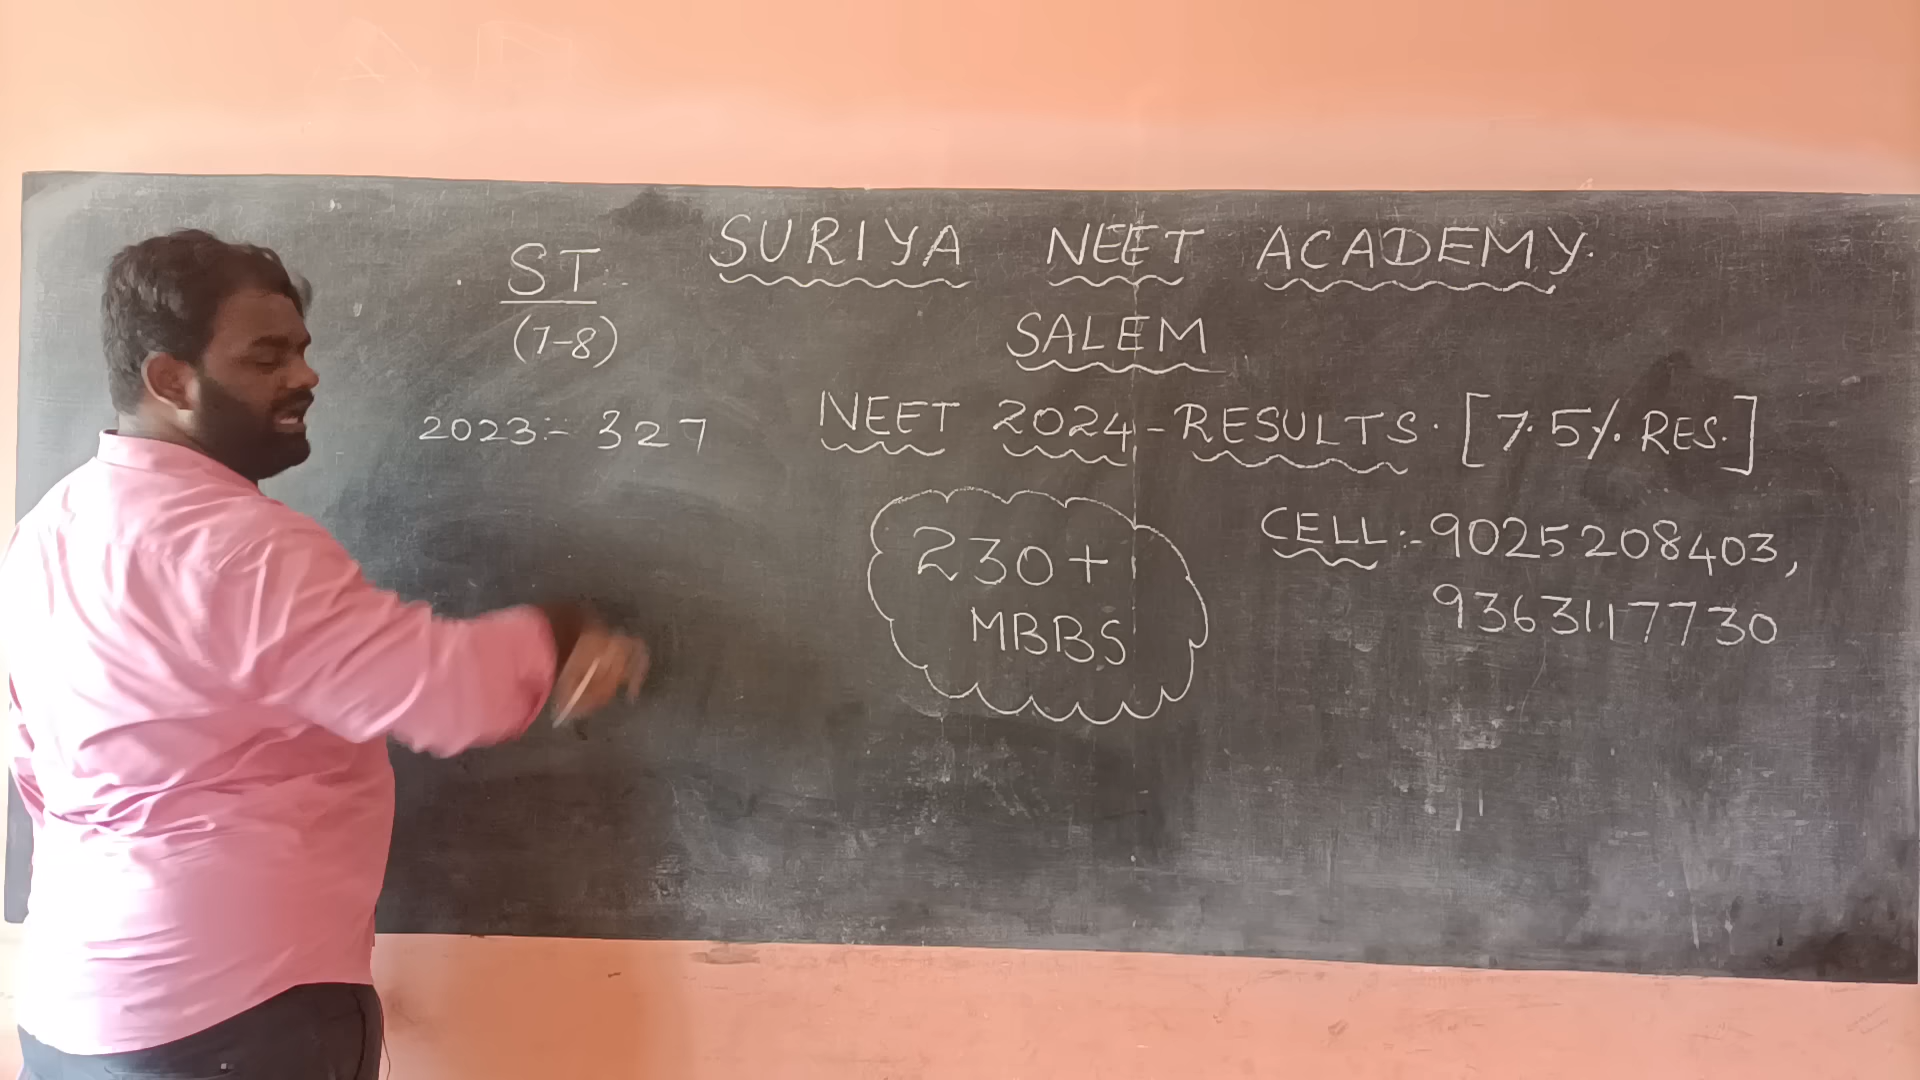 SURIYA NEET ACADEMY.
SALEM
ST
(7-8)
2023:- 327
NEET 2024 - RESULTS. [7.5% RES.]
230+
MBBS
CELL:- 9025208403,
9363117730